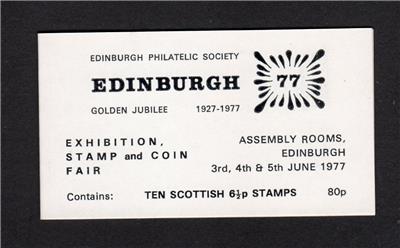 EDINBURGH PHILATELIC SOCIETY
EDINBURGH 77
GOLDEN JUBILEE 1927-1977
EXHIBITION,
STAMP and COIN
FAIR
ASSEMBLY ROOMS,
EDINBURGH
3rd, 4th & 5th JUNE 1977
Contains: TEN SCOTTISH 6½p STAMPS 80p